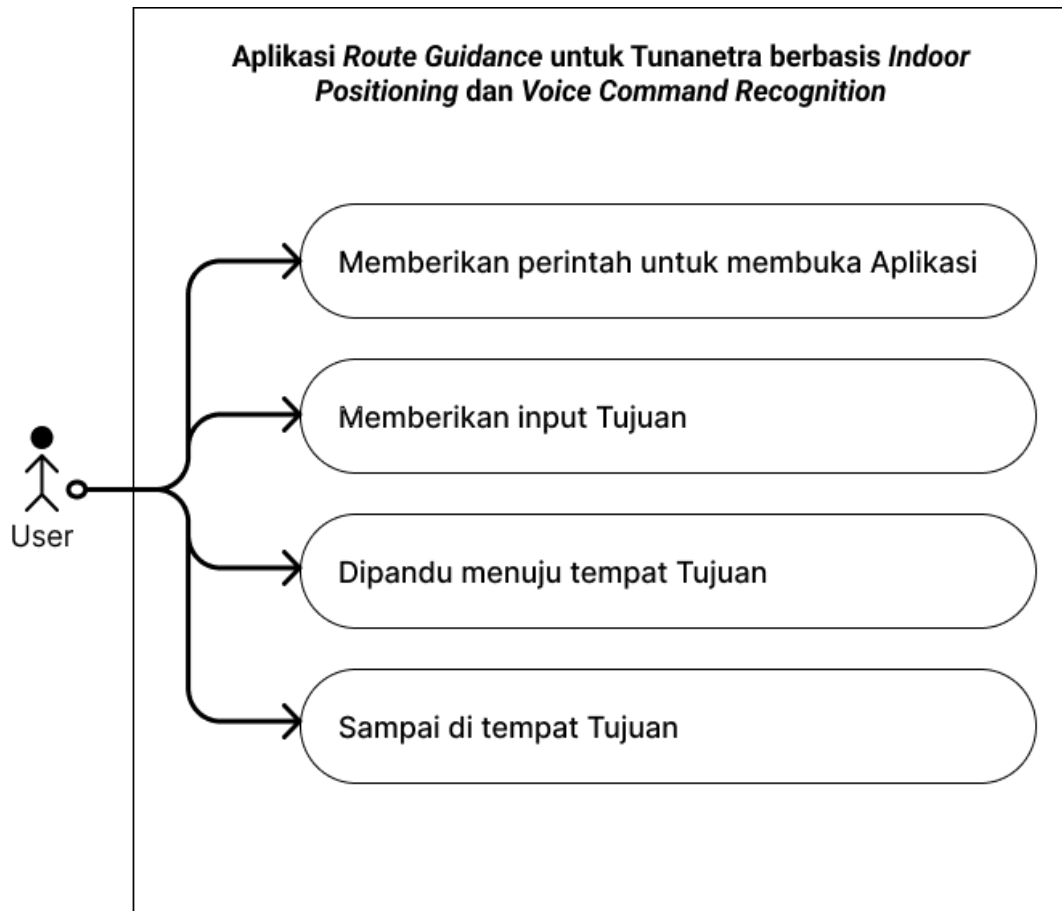 Aplikasi Route Guidance untuk Tunanetra berbasis Indoor
Positioning dan Voice Command Recognition
Memberikan perintah untuk membuka Aplikasi
Memberikan input Tujuan
User
Dipandu menuju tempat Tujuan
Sampai di tempat Tujuan